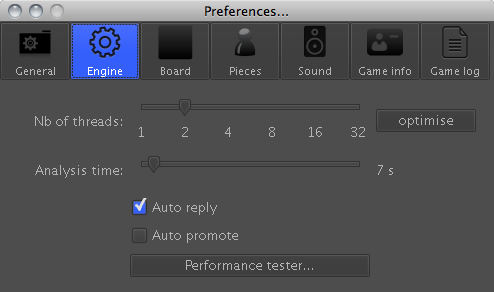 Preferences...
General Engine Board Pieces Sound Game info Game log
Nb of threads: optimise
1 2 4 8 16 32
Analysis time: 7 s
Auto reply
Auto promote
Performance tester...